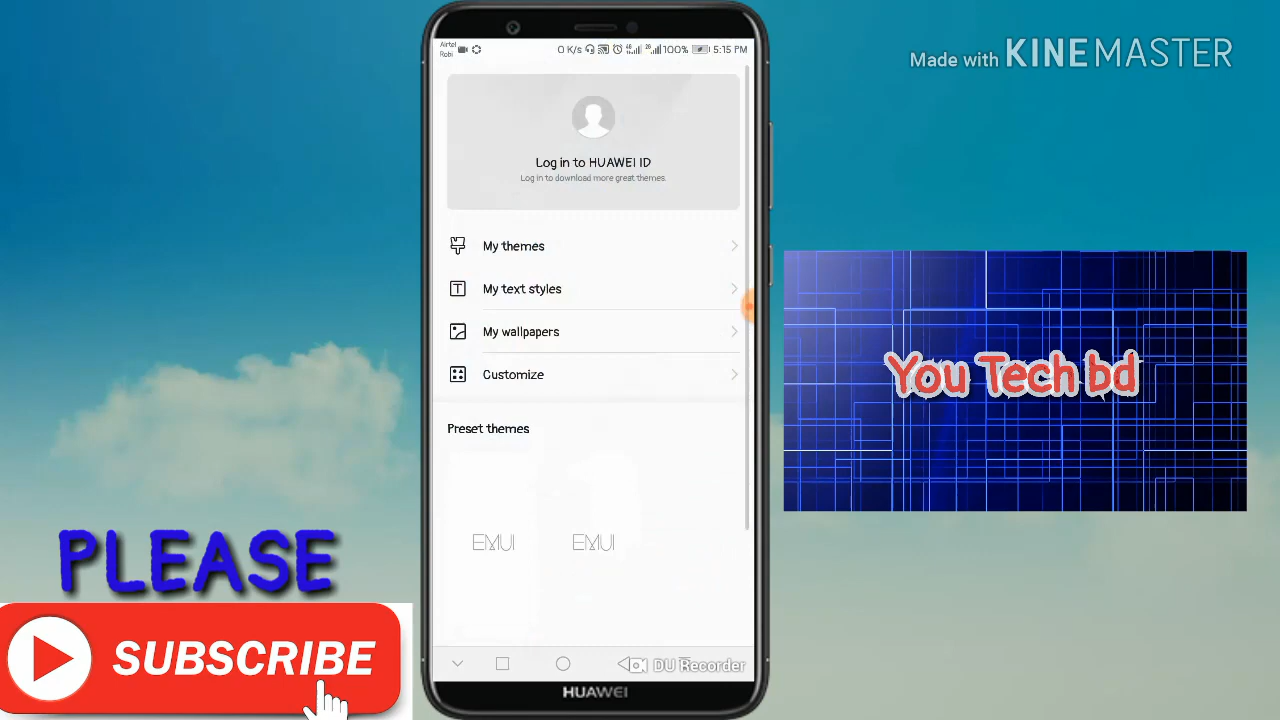 Made with KINEMASTER
Airtel
Robi
0 K/s 100% 5:15 PM
Log in to HUAWEI ID
Log in to download more great themes.
My themes
My text styles
My wallpapers
Customize
Preset themes
EMUI EMUI
DU Recorder
HUAWEI
You Tech bd
PLEASE
SUBSCRIBE